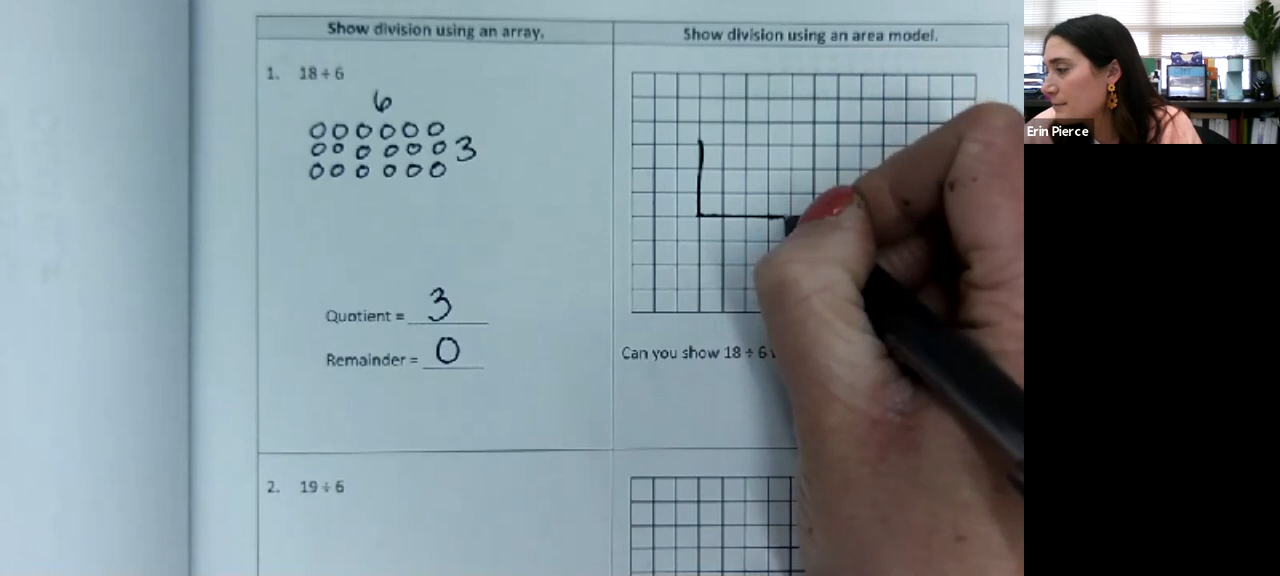 Show division using an array.
Show division using an area model.
1. 18 ÷ 6
6
3
Quotient = 3
Remainder = 0
Can you show 18 ÷ 6
2. 19 ÷ 6
Erin Pierce